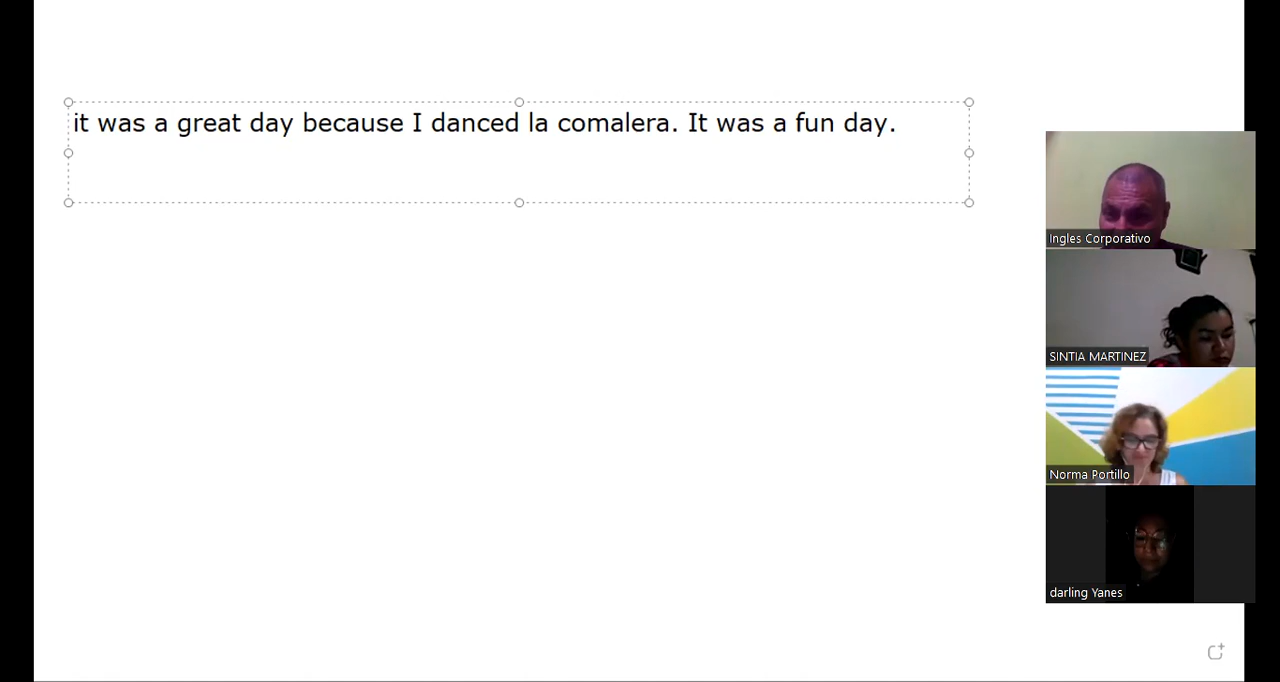 it was a great day because I danced la comalera. It was a fun day.
Ingles Corporativo
SINTIA MARTINEZ
Norma Portillo
darling Yanes